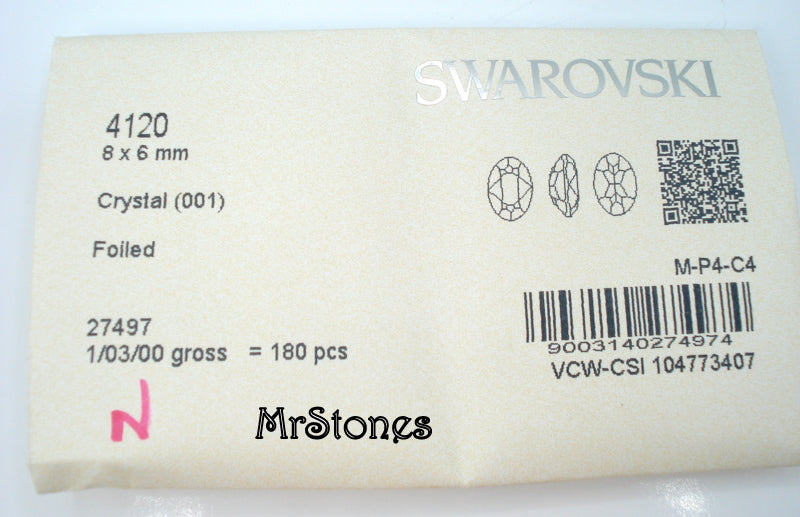 SWAROVSKI
4120
8 x 6 mm
Crystal (001)
Foiled
M-P4-C4
27497
1/03/00 gross = 180 pcs
9003140274974
VCW-CSI 104773407
N
MrStones